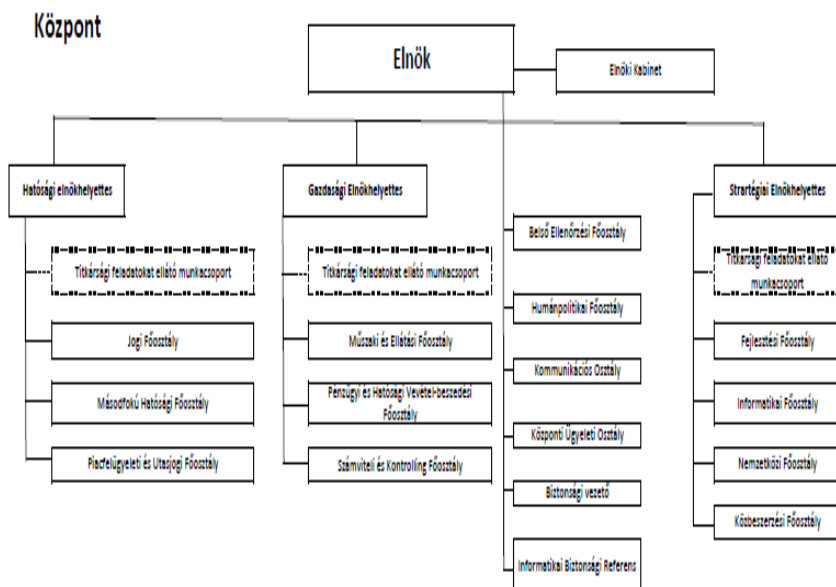 Központ
Elnök
Elnöki Kabinet
Hatósági elnökhelyettes
Titkársági feladatokat ellátó munkacsoport
Jogi Főosztály
Másodfokú Hatósági Főosztály
Piacfelügyeleti és Utasjogi Főosztály
Gazdasági Elnökhelyettes
Titkársági feladatokat ellátó munkacsoport
Műszaki és Ellátási Főosztály
Pénzügyi és Hatósági Vevétel-beszedési
Főosztály
Számviteli és Kontrolling Főosztály
Belső Ellenőrzési Főosztály
Humánpolitikai Főosztály
Kommunikációs Osztály
Központi Ügyeleti Osztály
Biztonsági vezető
Informatikai Biztonsági Referens
Strartégiai Elnökhelyettes
Titkársági feladatokat ellátó
munkacsoport
Fejlesztési Főosztály
Informatikai Főosztály
Nemzetközi Főosztály
Közbeszerzési Főosztály